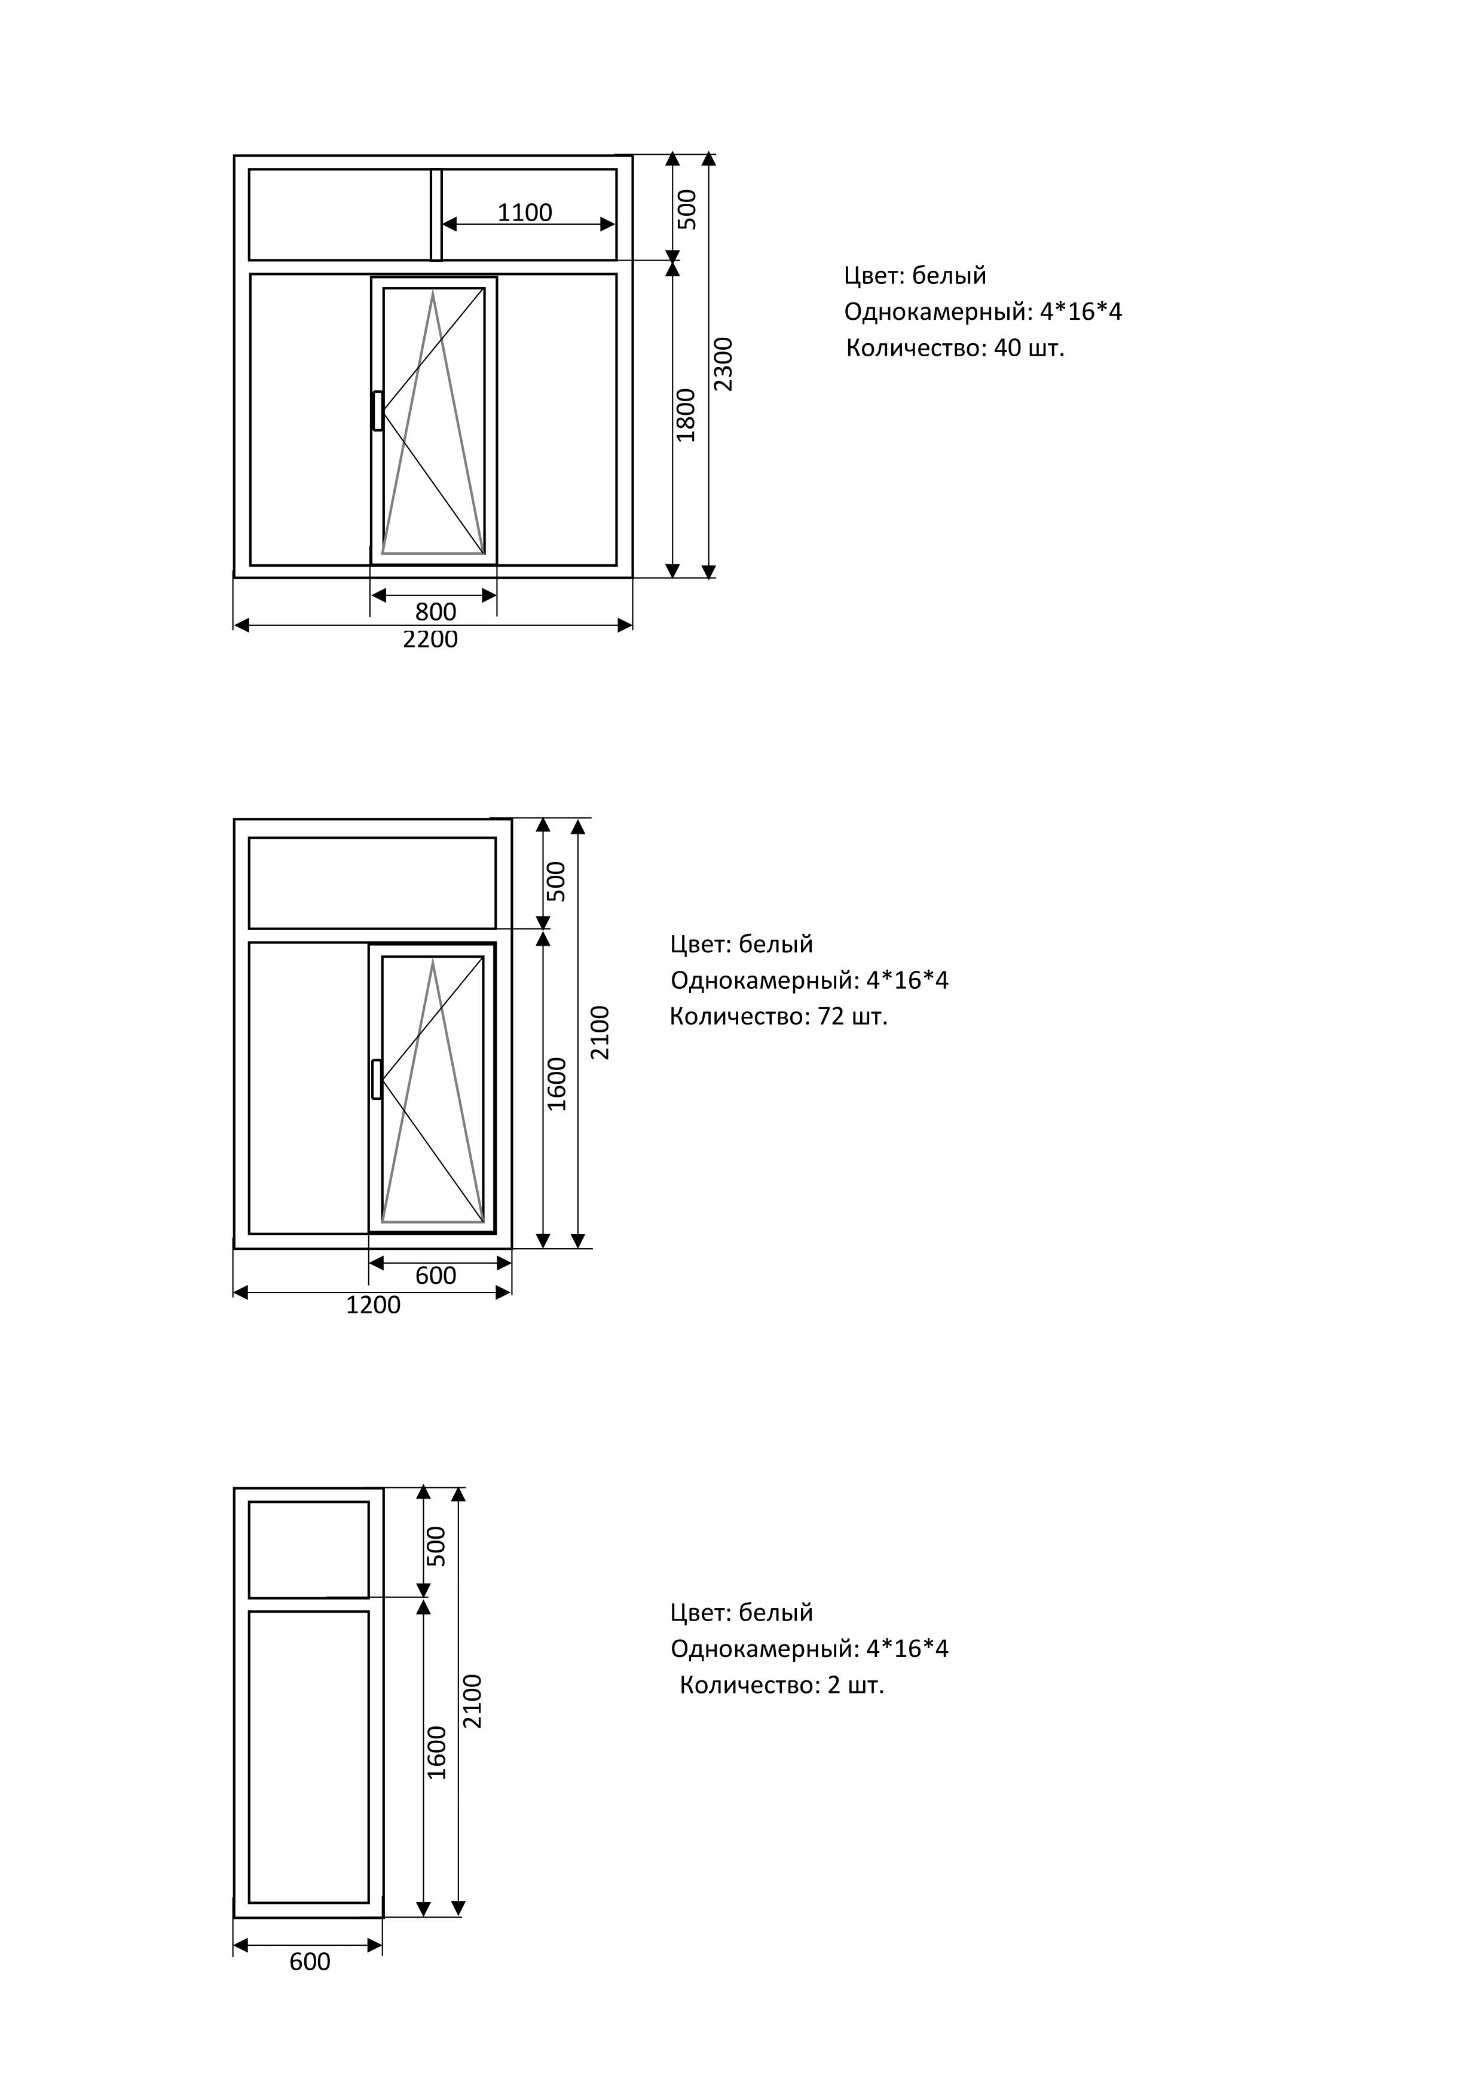 1100
500
1800
2300
800
2200
Цвет: белый
Однокамерный: 4*16*4
Количество: 40 шт.
500
1600
2100
600
1200
Цвет: белый
Однокамерный: 4*16*4
Количество: 72 шт.
500
1600
2100
600
Цвет: белый
Однокамерный: 4*16*4
Количество: 2 шт.